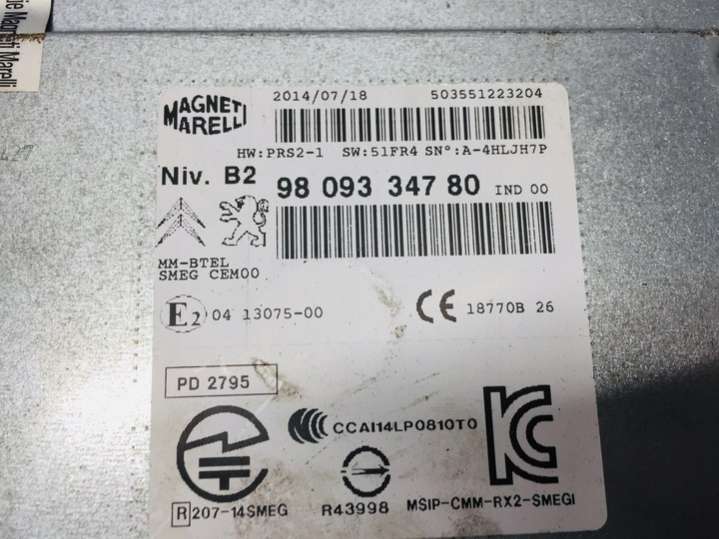 ie Magneti Marelli
MAGNETI MARELLI
2014/07/18 503551223204
HW:PRS2-1 SW:51FR4 SN°:A-4HLJH7P
Niv. B2 98 093 347 80 IND 00
MM-BTEL
SMEG CEM00
E2 04 13075-00 CE 18770B 26
PD 2795
CCAI14LP0810T0
R 207-14SMEG R43998 MSIP-CMM-RX2-SMEGI